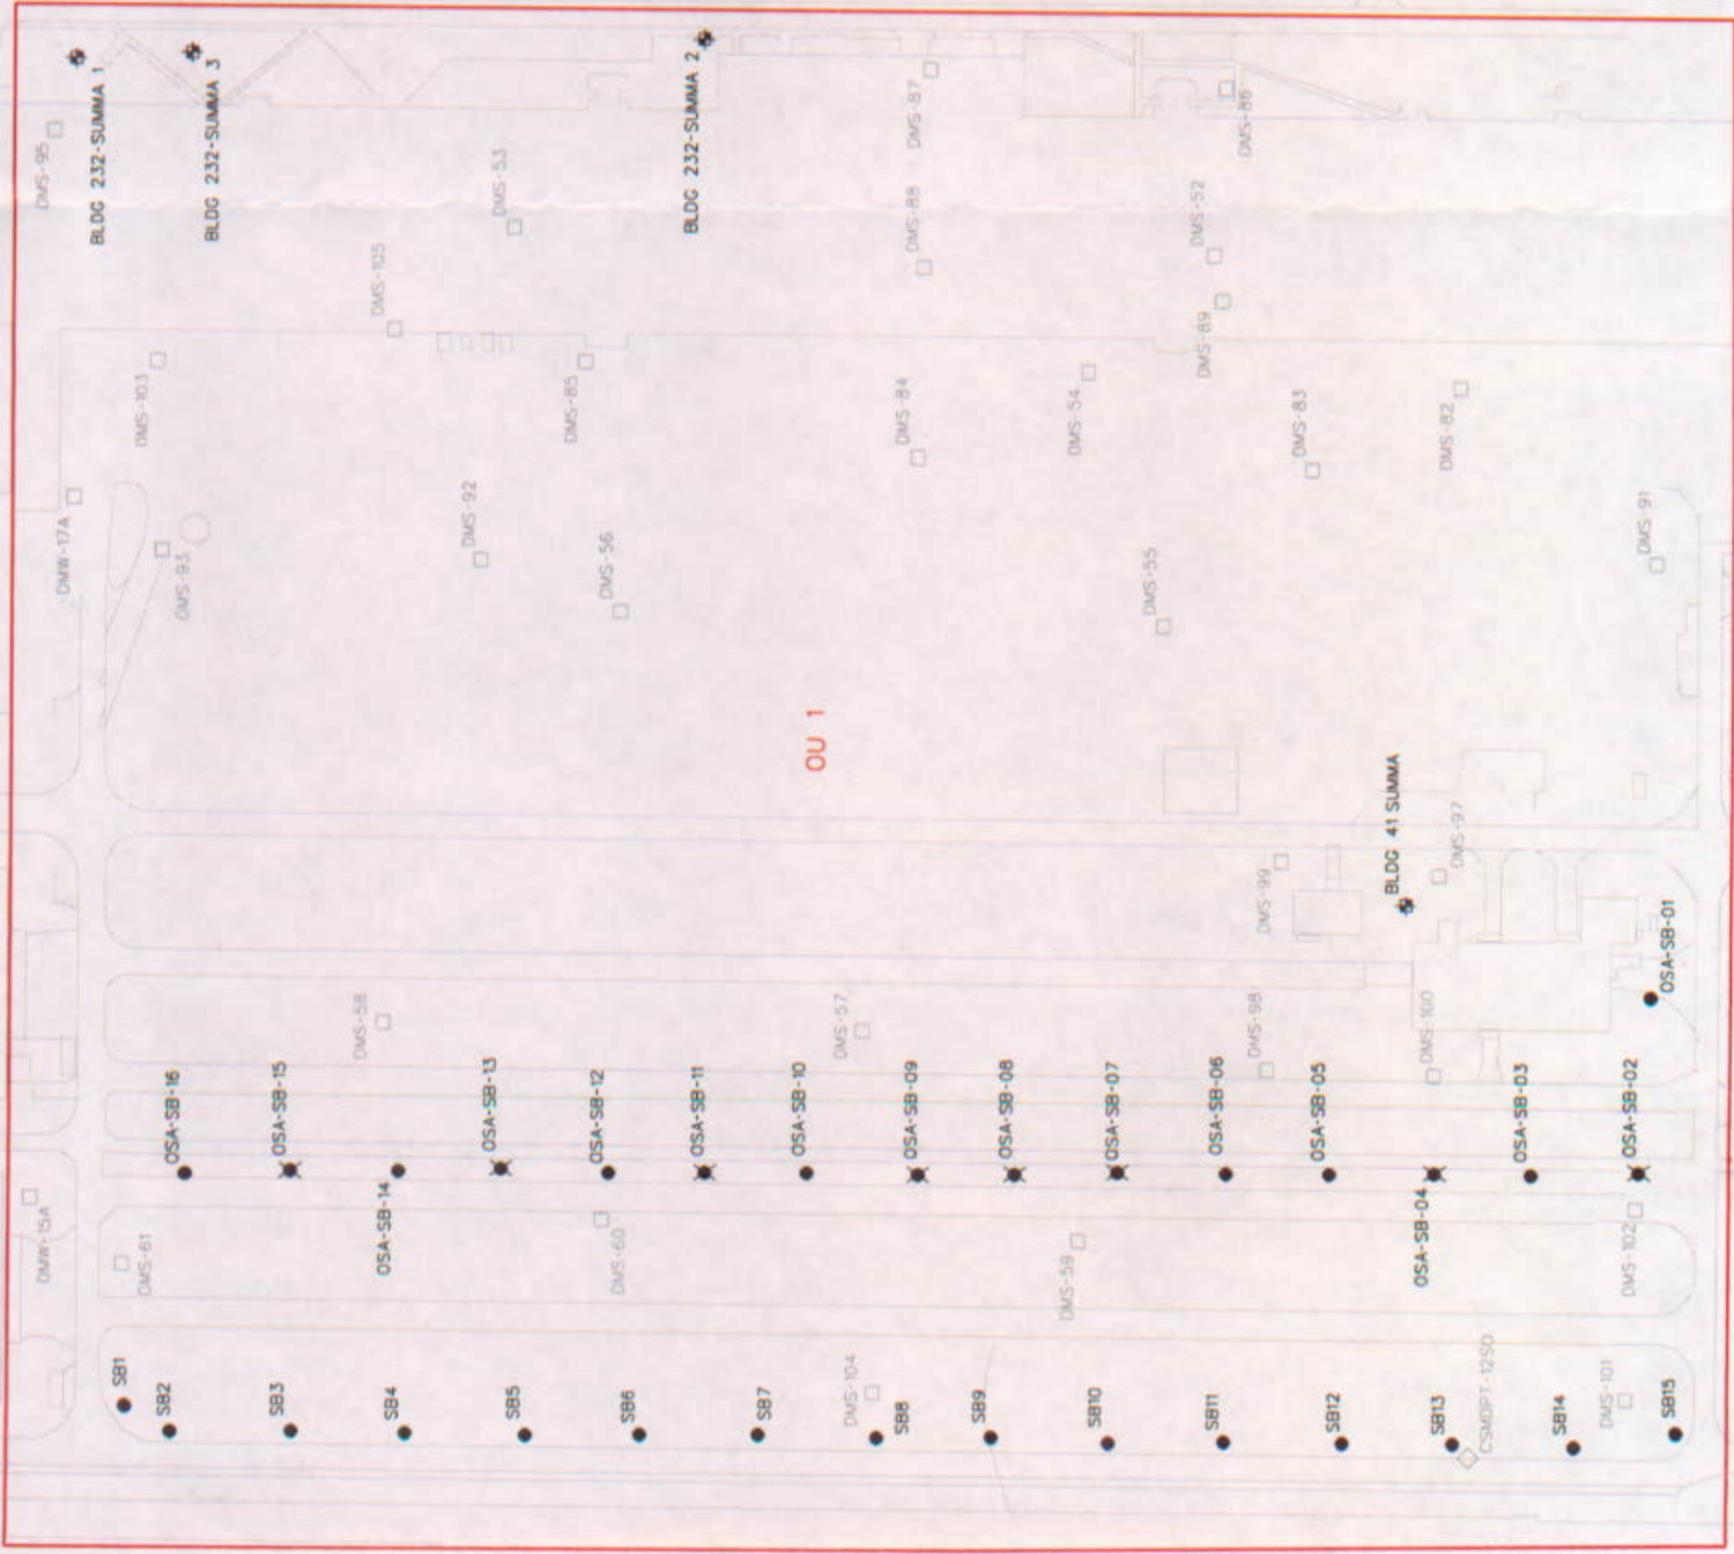 BLDG 232-SUMMA 1
BLDG 232-SUMMA 3
BLDG 232-SUMMA 2
DMS-95
DMS-53
DMS-87
DMS-86
DMS-88
DMS-52
DMS-105
DMS-89
DMS-103
DMS-85
DMS-84
DMS-54
DMS-83
DMS-82
DMW-17A
DMS-93
DMS-92
DMS-56
DMS-55
DMS-91
OU 1
BLDG 41 SUMMA
DMS-97
DMS-99
OSA-SB-01
DMS-58
DMS-57
DMS-98
DMS-100
OSA-SB-16
OSA-SB-15
OSA-SB-13
OSA-SB-12
OSA-SB-11
OSA-SB-10
OSA-SB-09
OSA-SB-08
OSA-SB-07
OSA-SB-06
OSA-SB-05
OSA-SB-03
OSA-SB-02
OSA-SB-14
OSA-SB-04
DMW-15A
DMS-61
DMS-60
DMS-59
DMS-102
SB1
SB2
SB3
SB4
SB5
SB6
SB7
DMS-104
SB8
SB9
SB10
SB11
SB12
SB13
CSMDPT-12SO
SB14
DMS-101
SB15